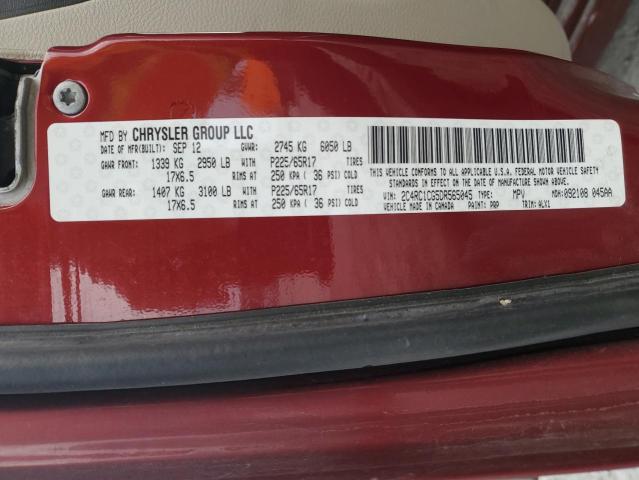 MFD BY CHRYSLER GROUP LLC
DATE OF MFR(BUILT): SEP 12 GVWR: 2745 KG 6050 LB
GAWR FRONT: 1339 KG 2950 LB WITH P225/65R17 TIRES
17X6.5 RIMS AT 250 KPA ( 36 PSI) COLD
GAWR REAR: 1407 KG 3100 LB WITH P225/65R17 TIRES
17X6.5 RIMS AT 250 KPA ( 36 PSI) COLD
THIS VEHICLE CONFORMS TO ALL APPLICABLE U.S.A. FEDERAL MOTOR VEHICLE SAFETY
STANDARDS IN EFFECT ON THE DATE OF MANUFACTURE SHOWN ABOVE.
VIN: 2C4RC1CG5DR565045 TYPE: MPV MDH: 092108 045AA
VEHICLE MADE IN CANADA PAINT: PRP TRIM: ALX1